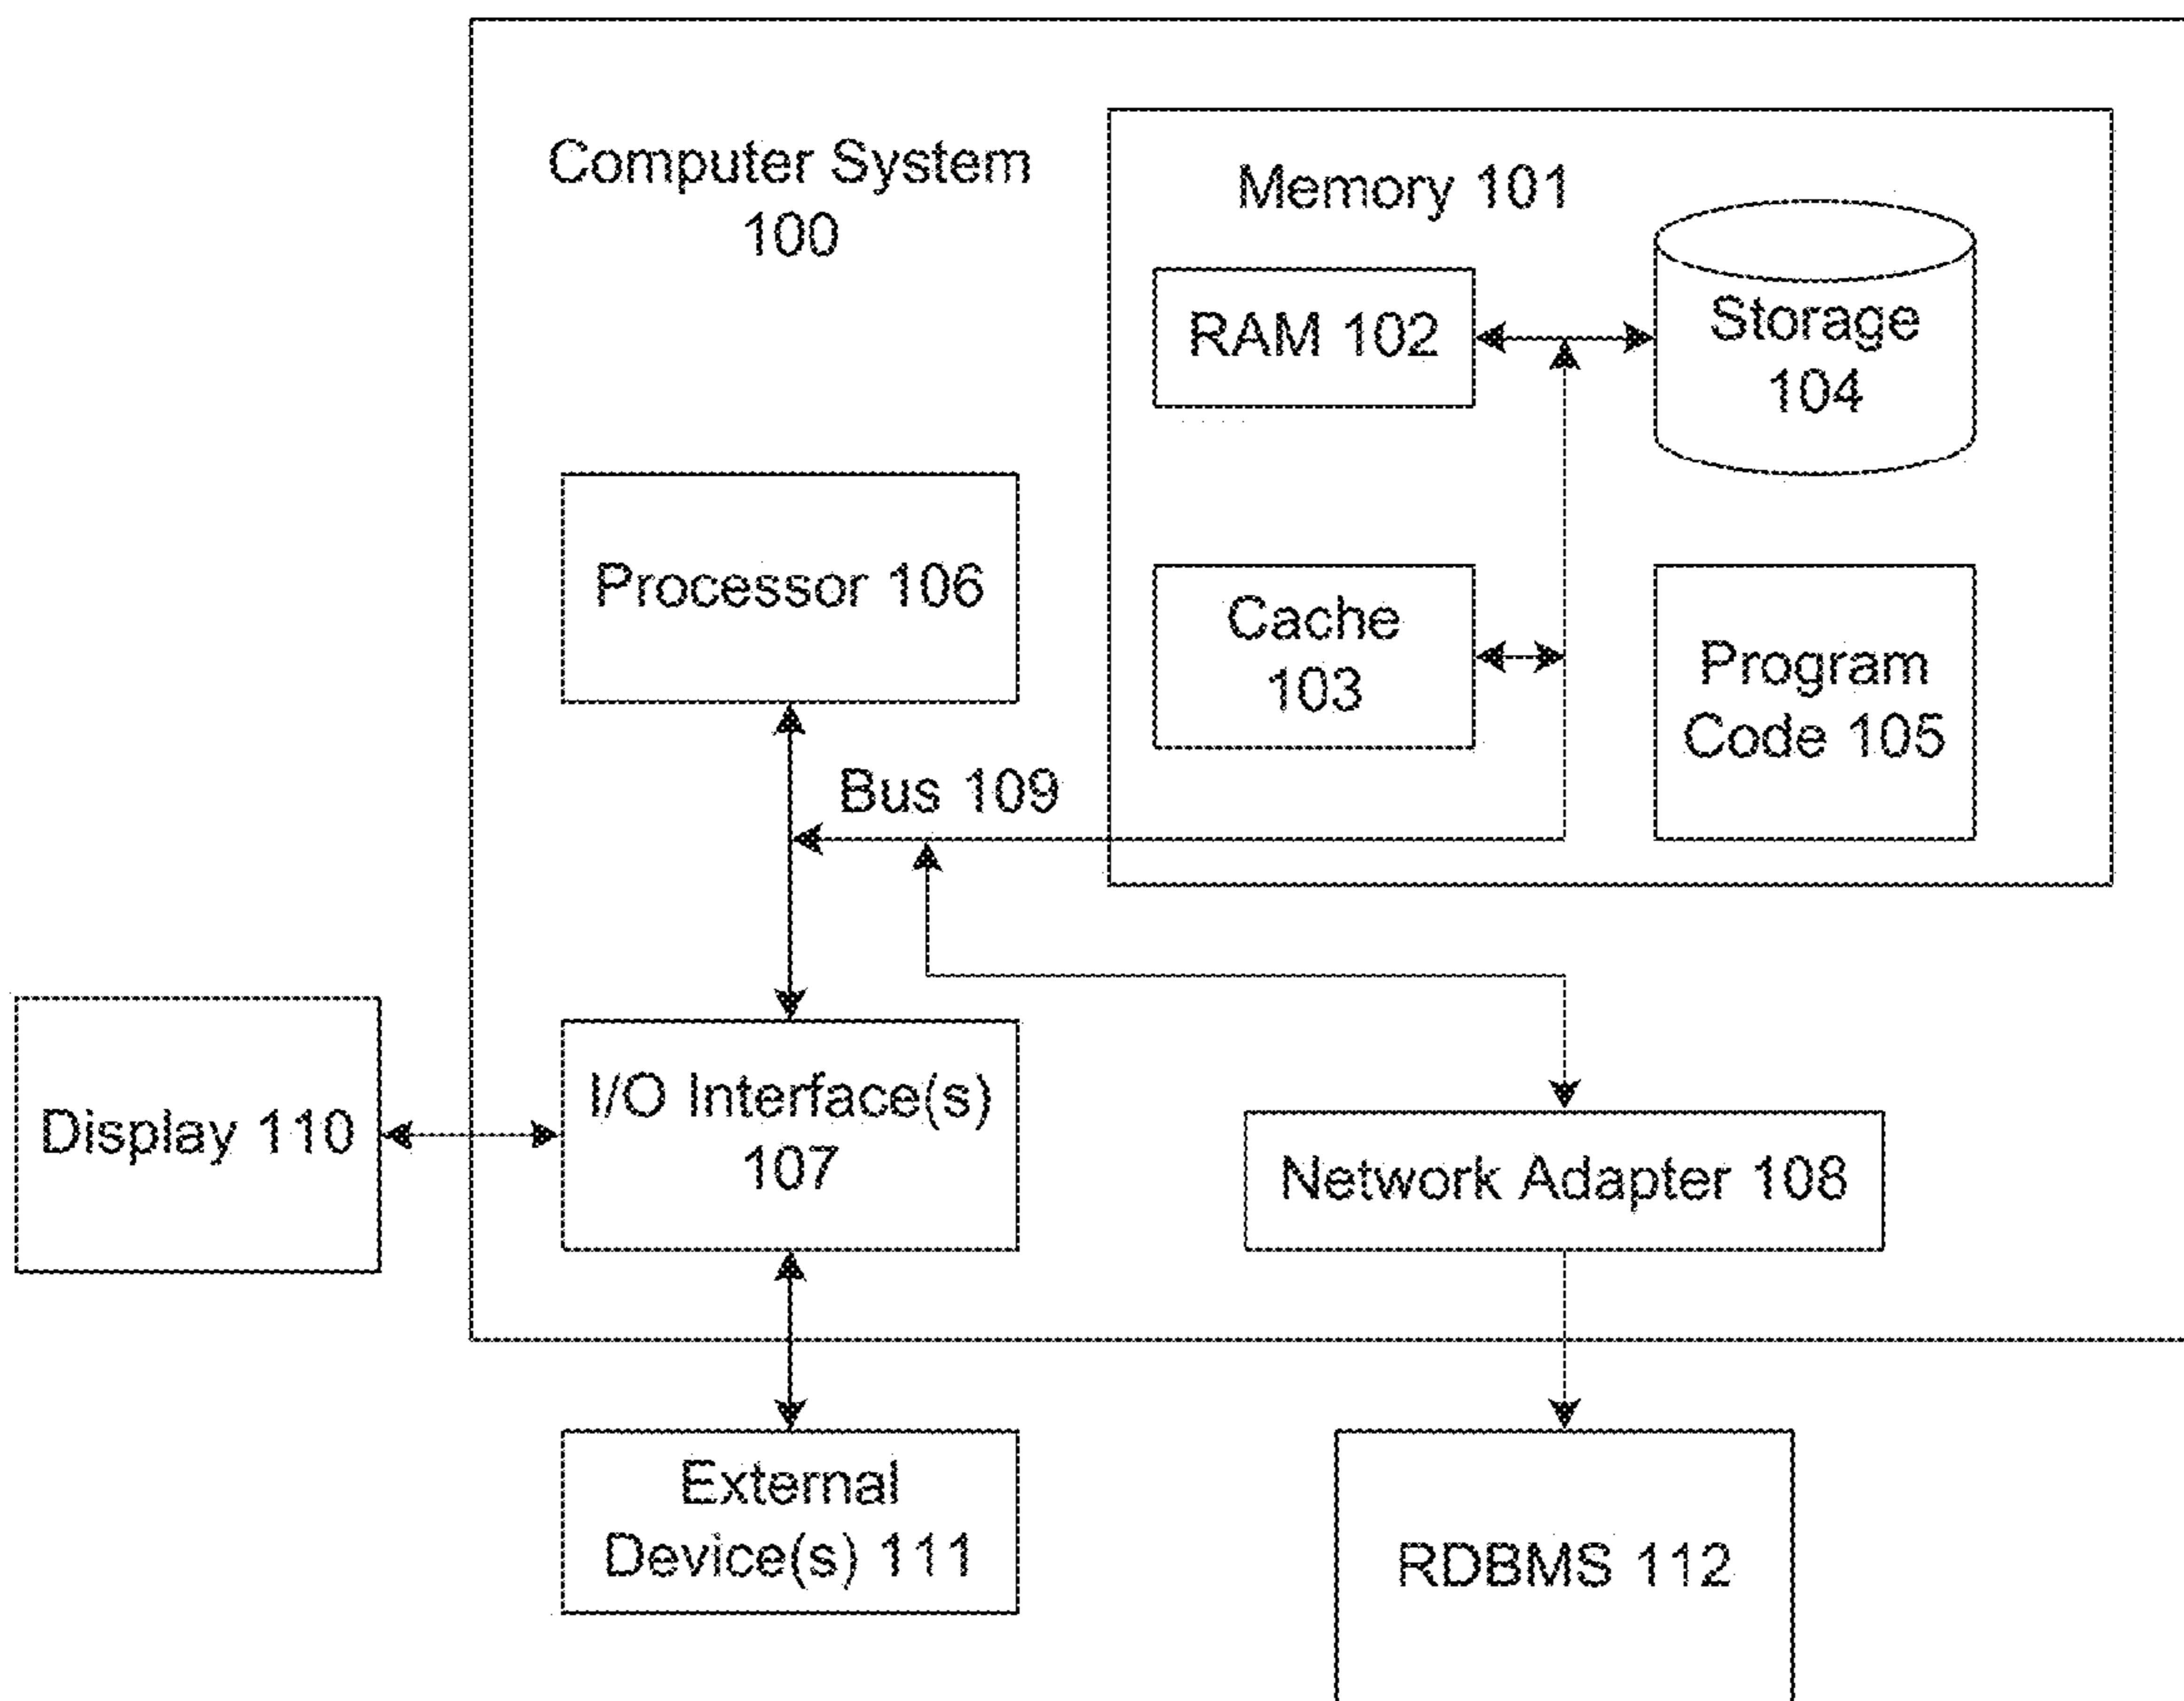 Computer System
100
Memory 101
RAM 102
Storage
104
Processor 106
Cache
103
Program
Code 105
Bus 109
I/O Interface(s)
107
Display 110
Network Adapter 108
External
Device(s) 111
RDBMS 112